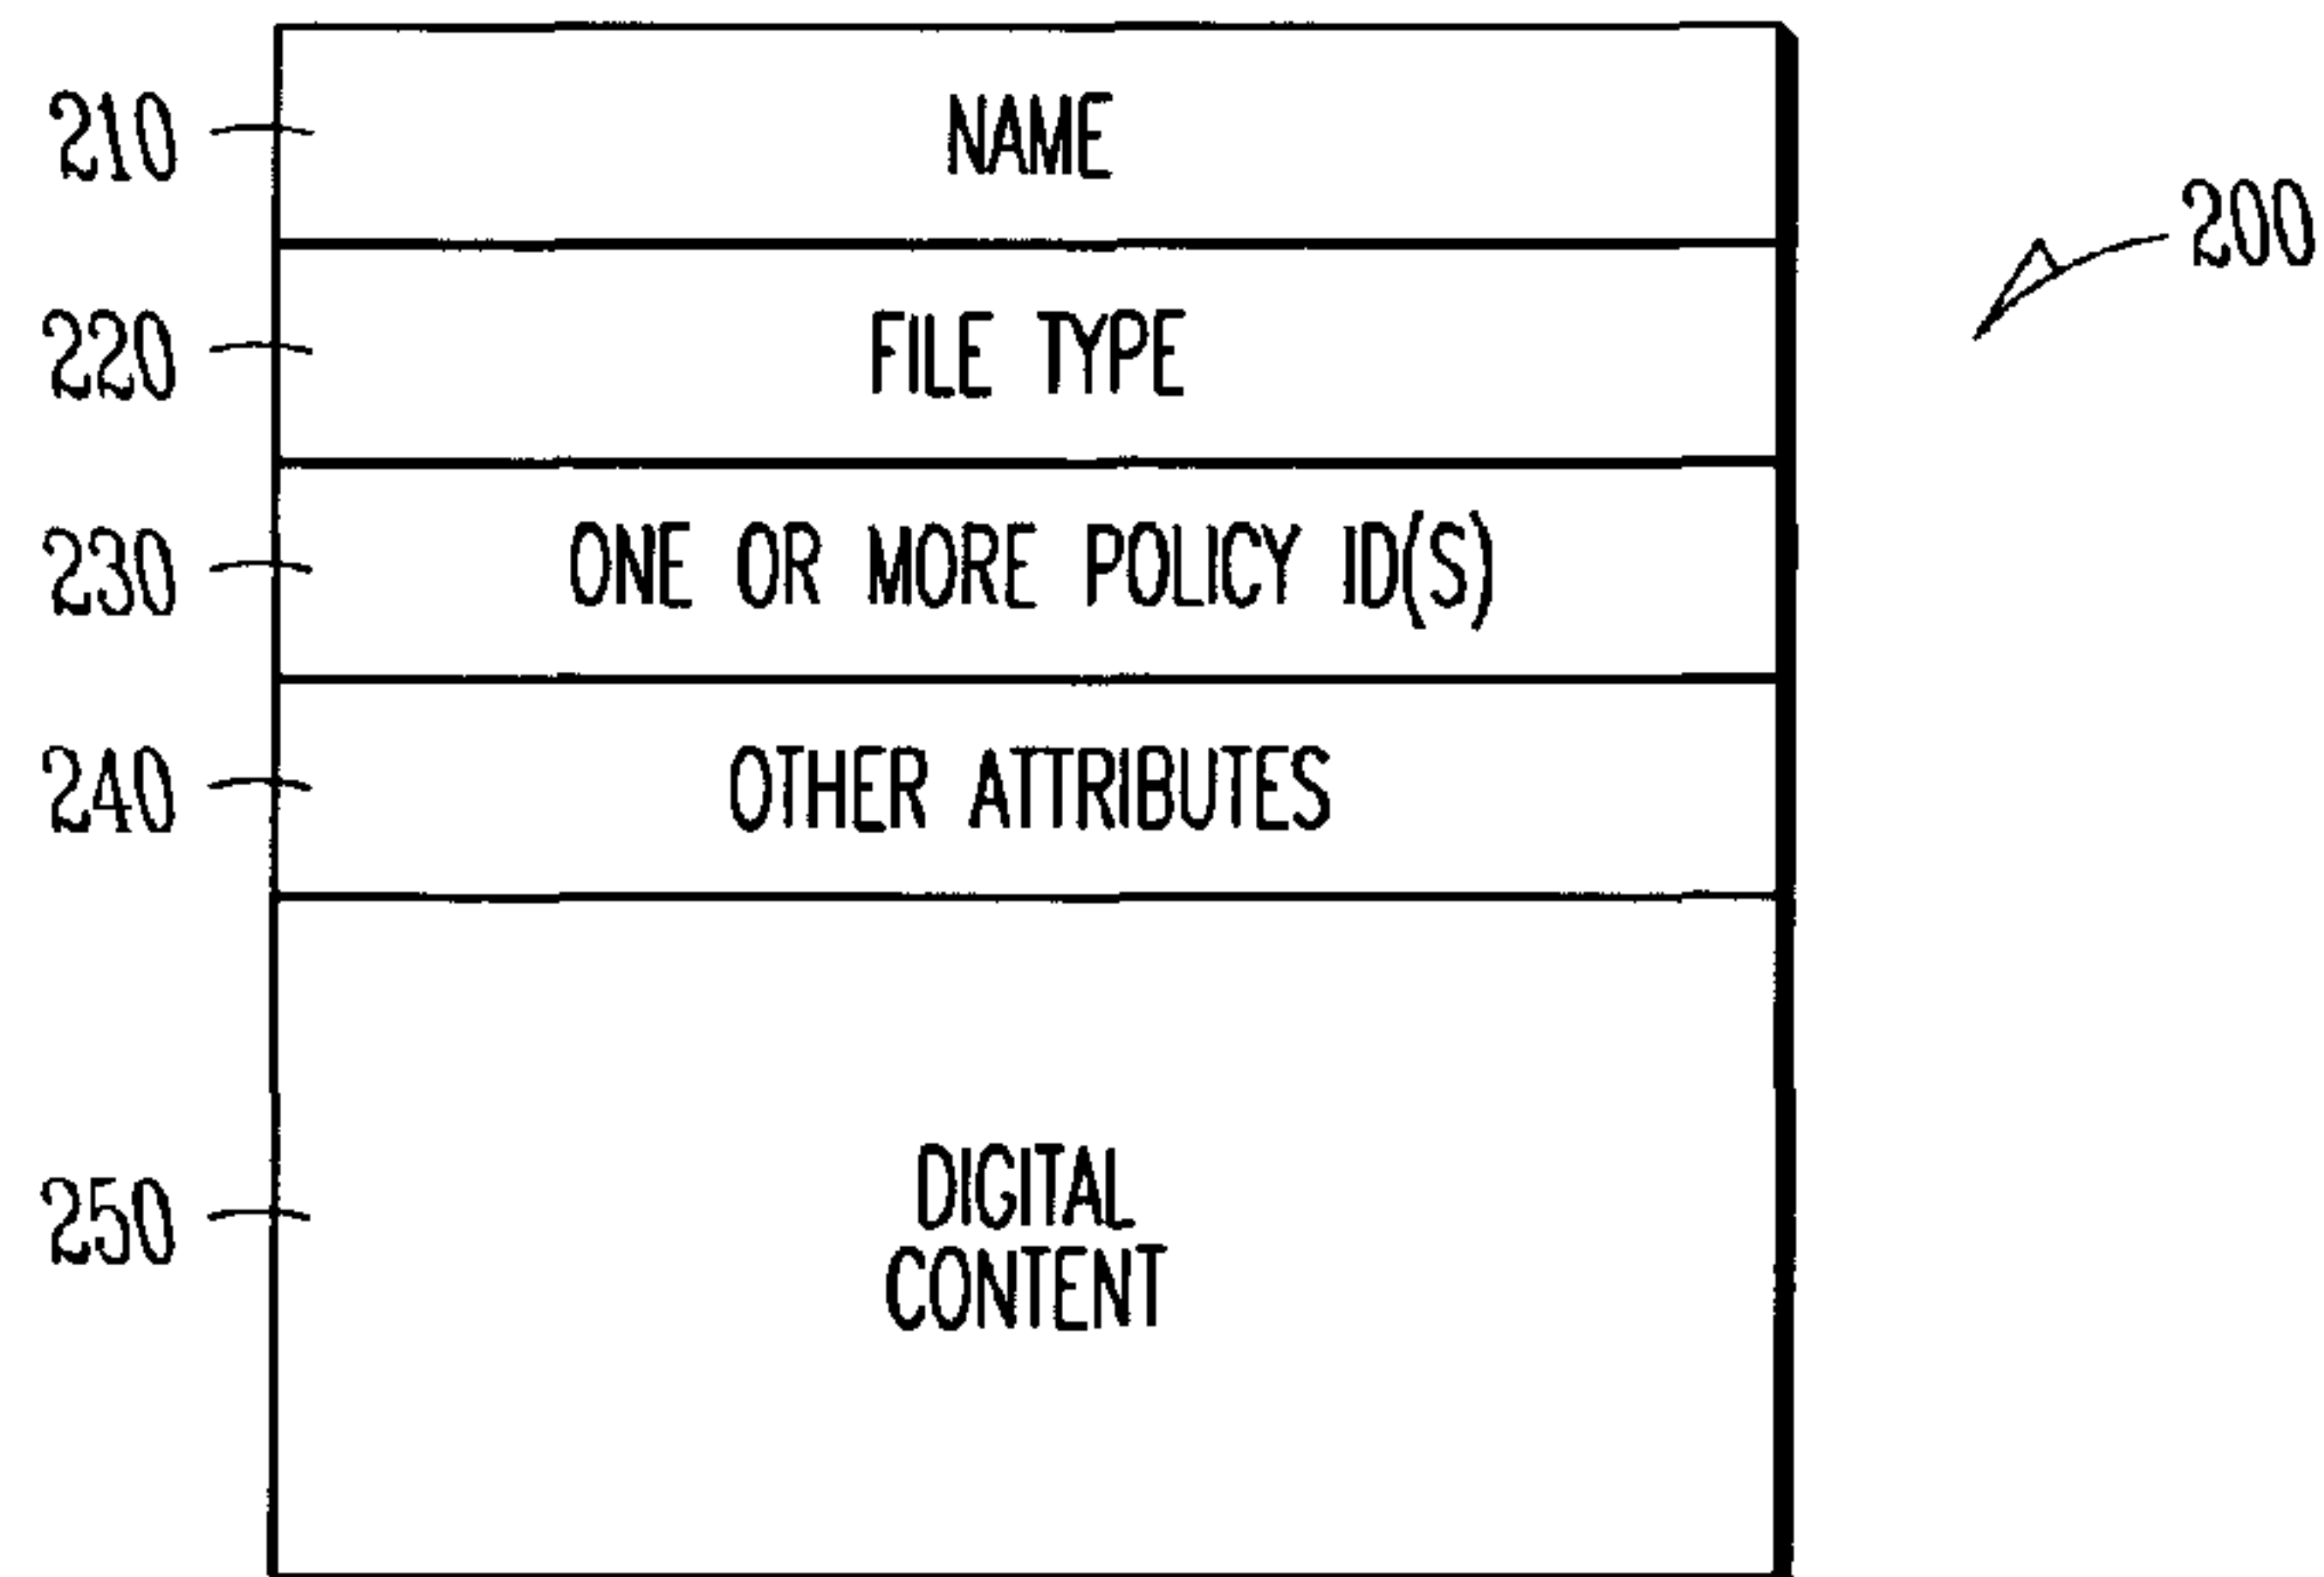 210 NAME
200
220 FILE TYPE
230 ONE OR MORE POLICY ID(S)
240 OTHER ATTRIBUTES
250 DIGITAL
CONTENT